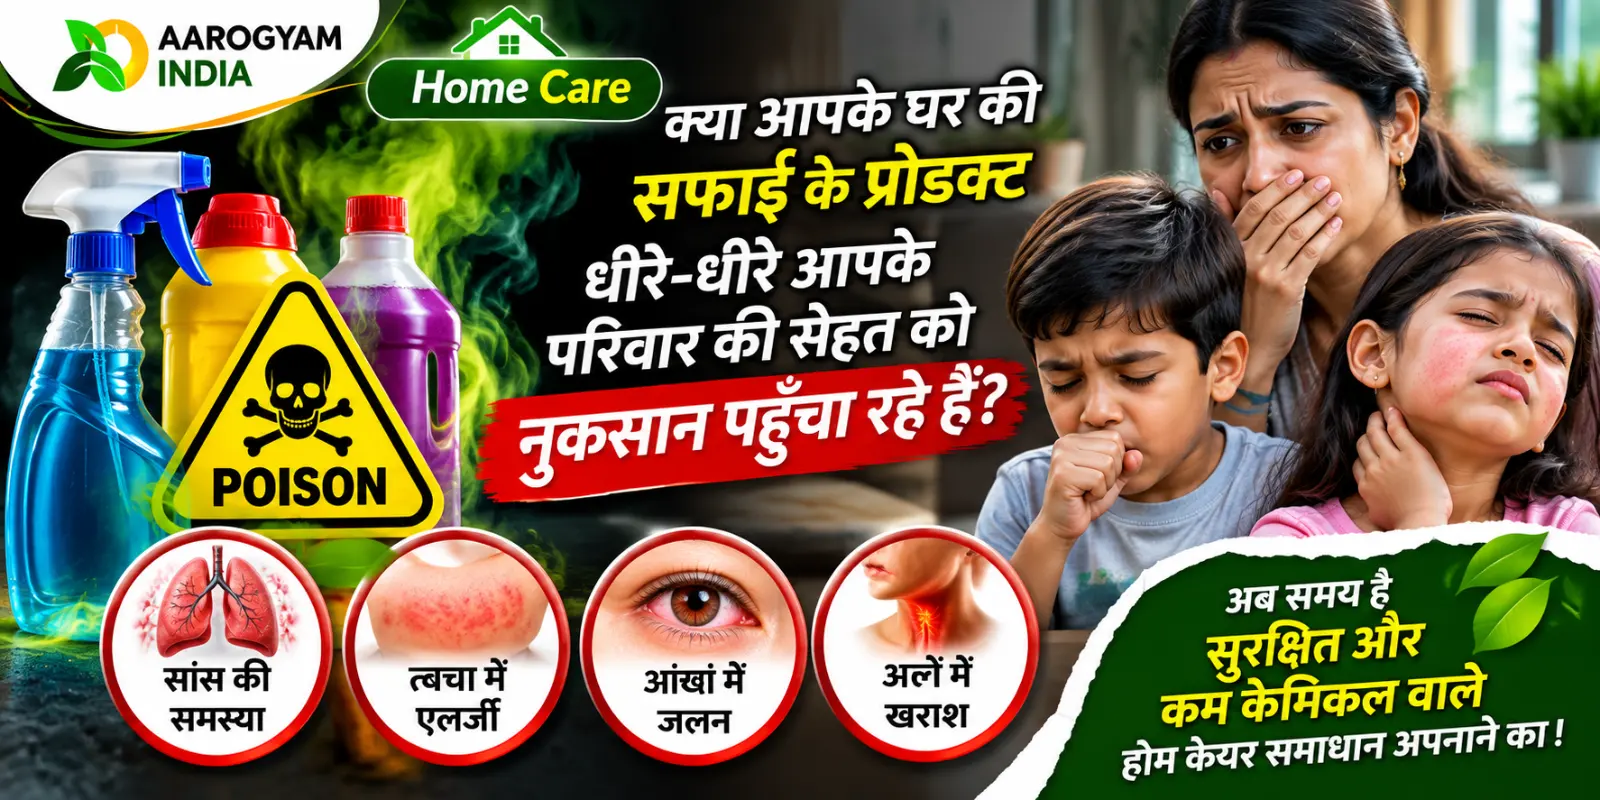 AAROGYAM
INDIA
Home Care
क्या आपके घर की
सफाई के प्रोडक्ट
धीरे-धीरे आपके
परिवार की सेहत को
नुकसान पहुँचा रहे हैं?
POISON
सांस की
समस्या
त्बचा में
एलर्जी
आंखां में
जलन
अलें में
खराश
अब समय है
सुरक्षित और
कम केमिकल वाले
होम केयर समाधान अपनाने का!